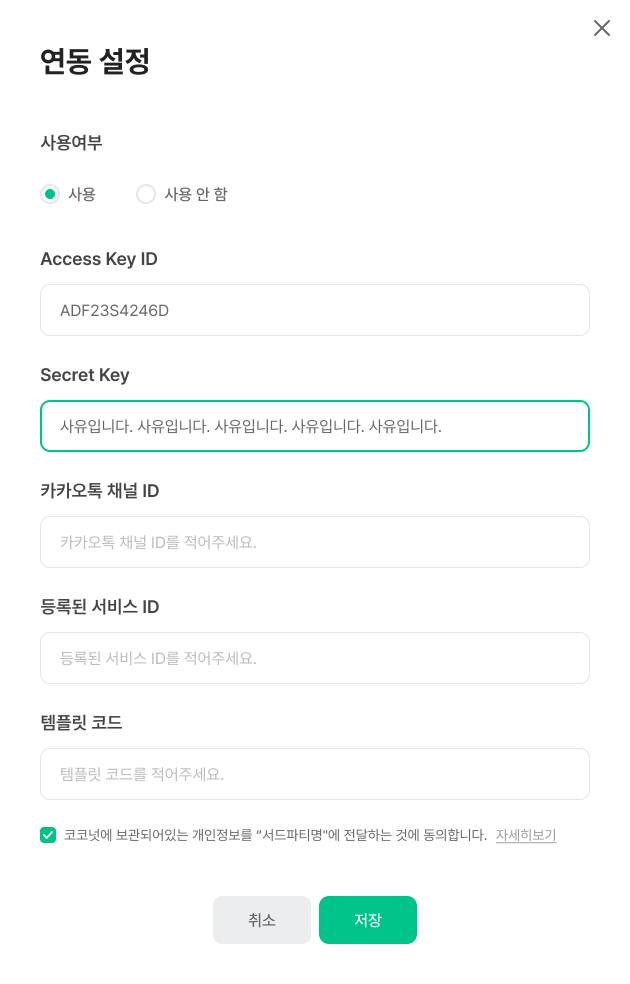 연동 설정
사용여부
사용 사용 안 함
Access Key ID
ADF23S4246D
Secret Key
사유입니다. 사유입니다. 사유입니다. 사유입니다. 사유입니다.
카카오톡 채널 ID
카카오톡 채널 ID를 적어주세요.
등록된 서비스 ID
등록된 서비스 ID를 적어주세요.
템플릿 코드
템플릿 코드를 적어주세요.
코코넛에 보관되어있는 개인정보를 “서드파티명"에 전달하는 것에 동의합니다. 자세히보기
취소 저장